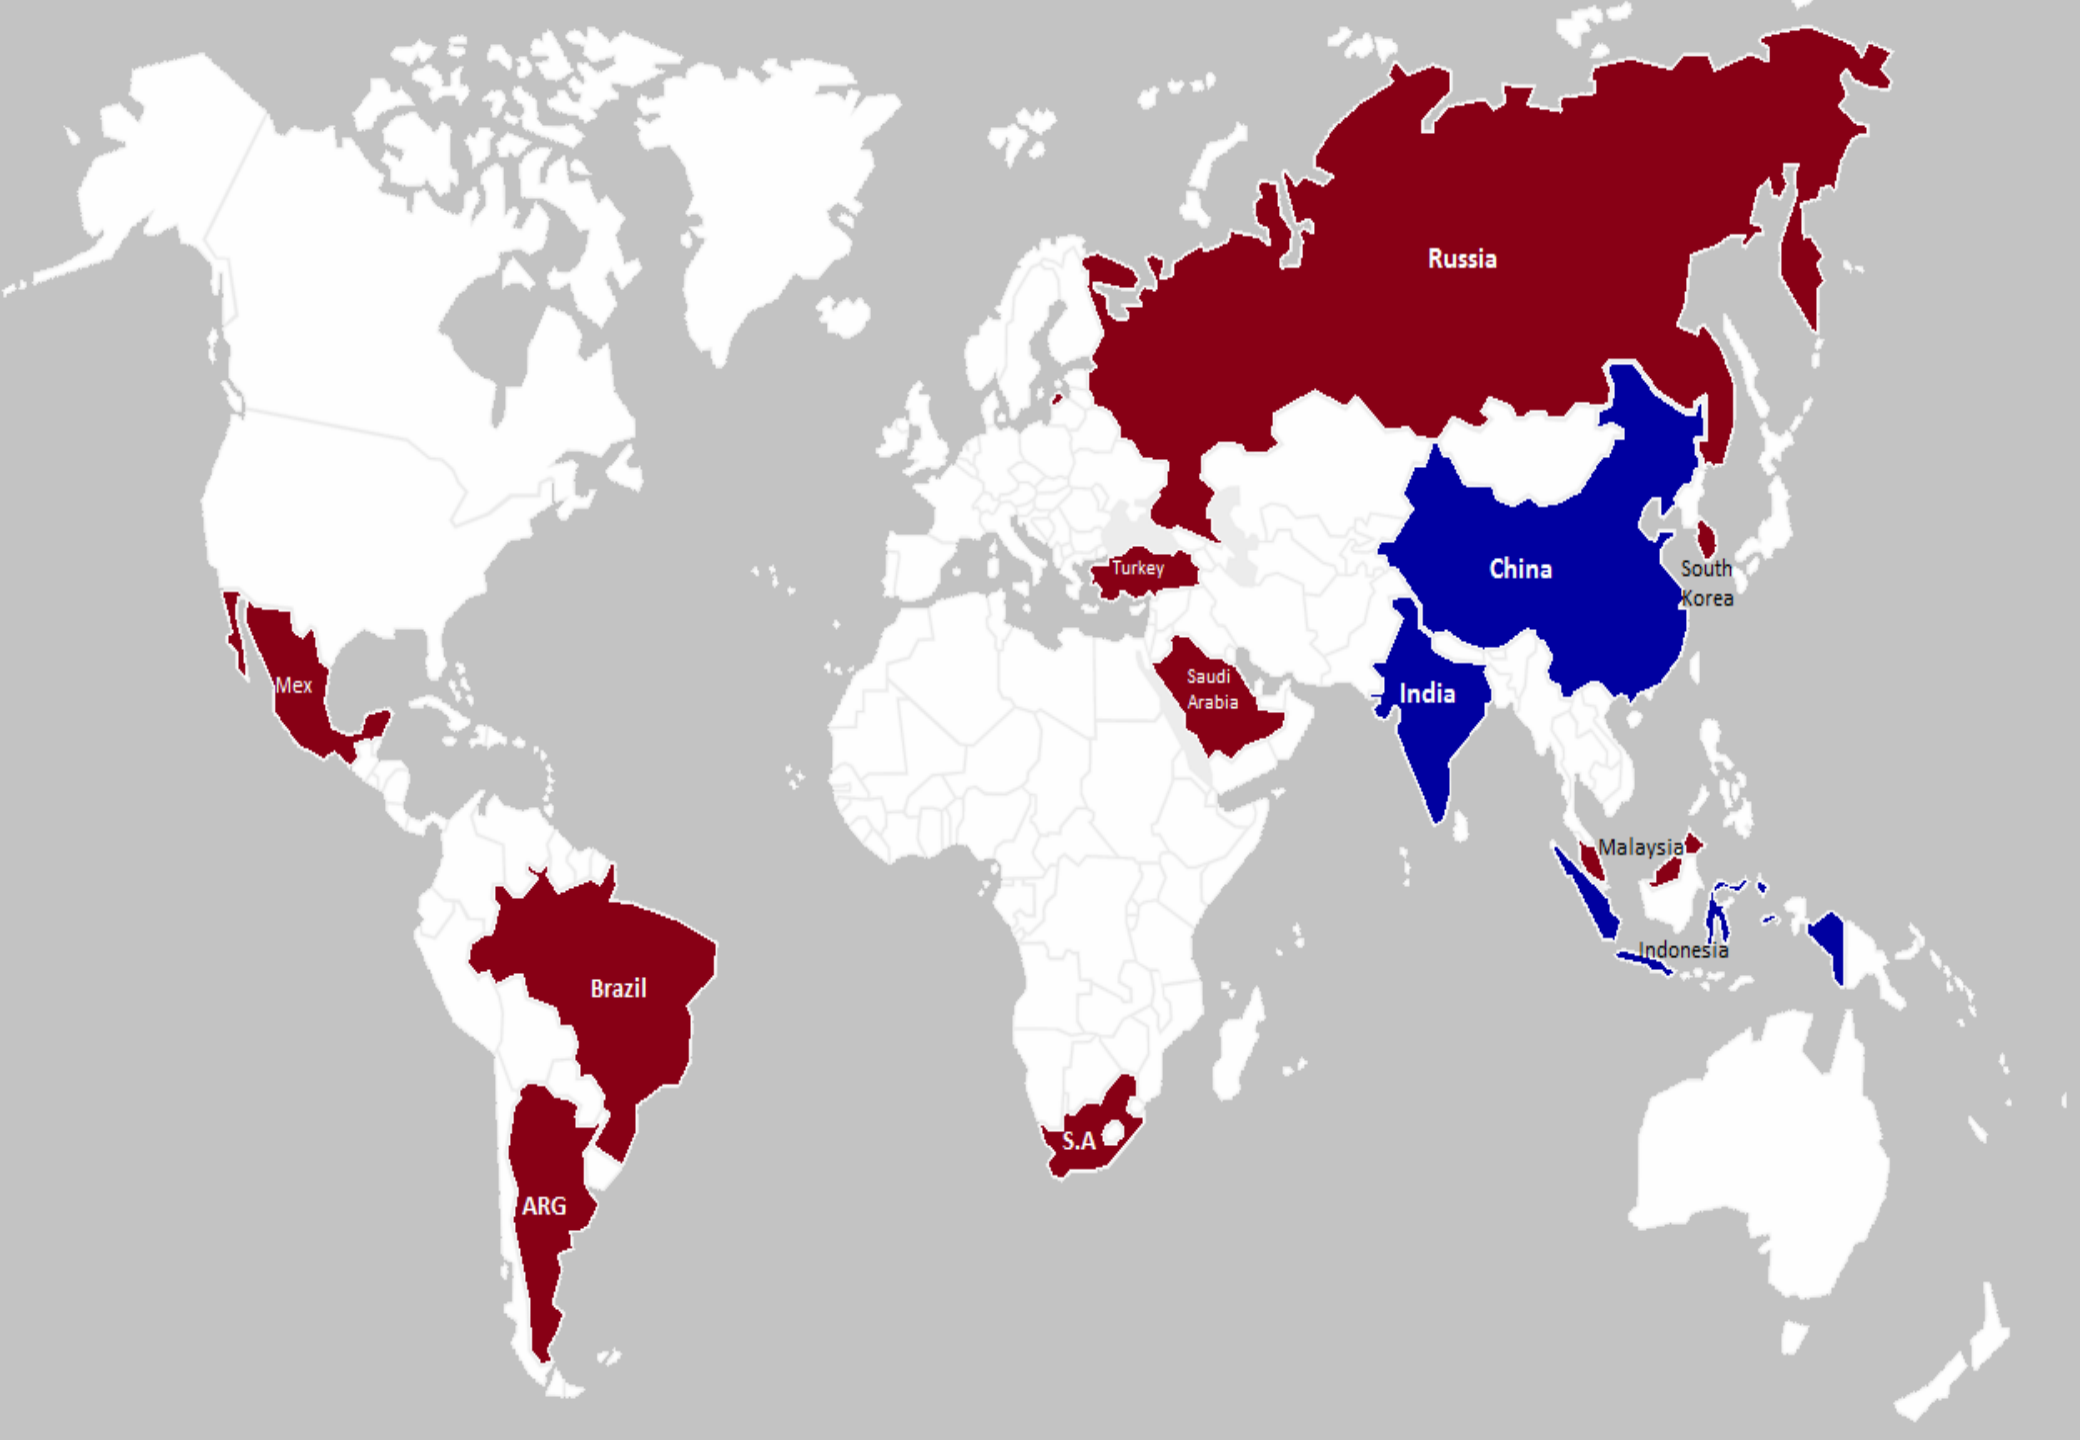 Russia
China
South
Korea
Turkey
Saudi
Arabia
Mex
India
Malaysia
Indonesia
Brazil
S.A
ARG